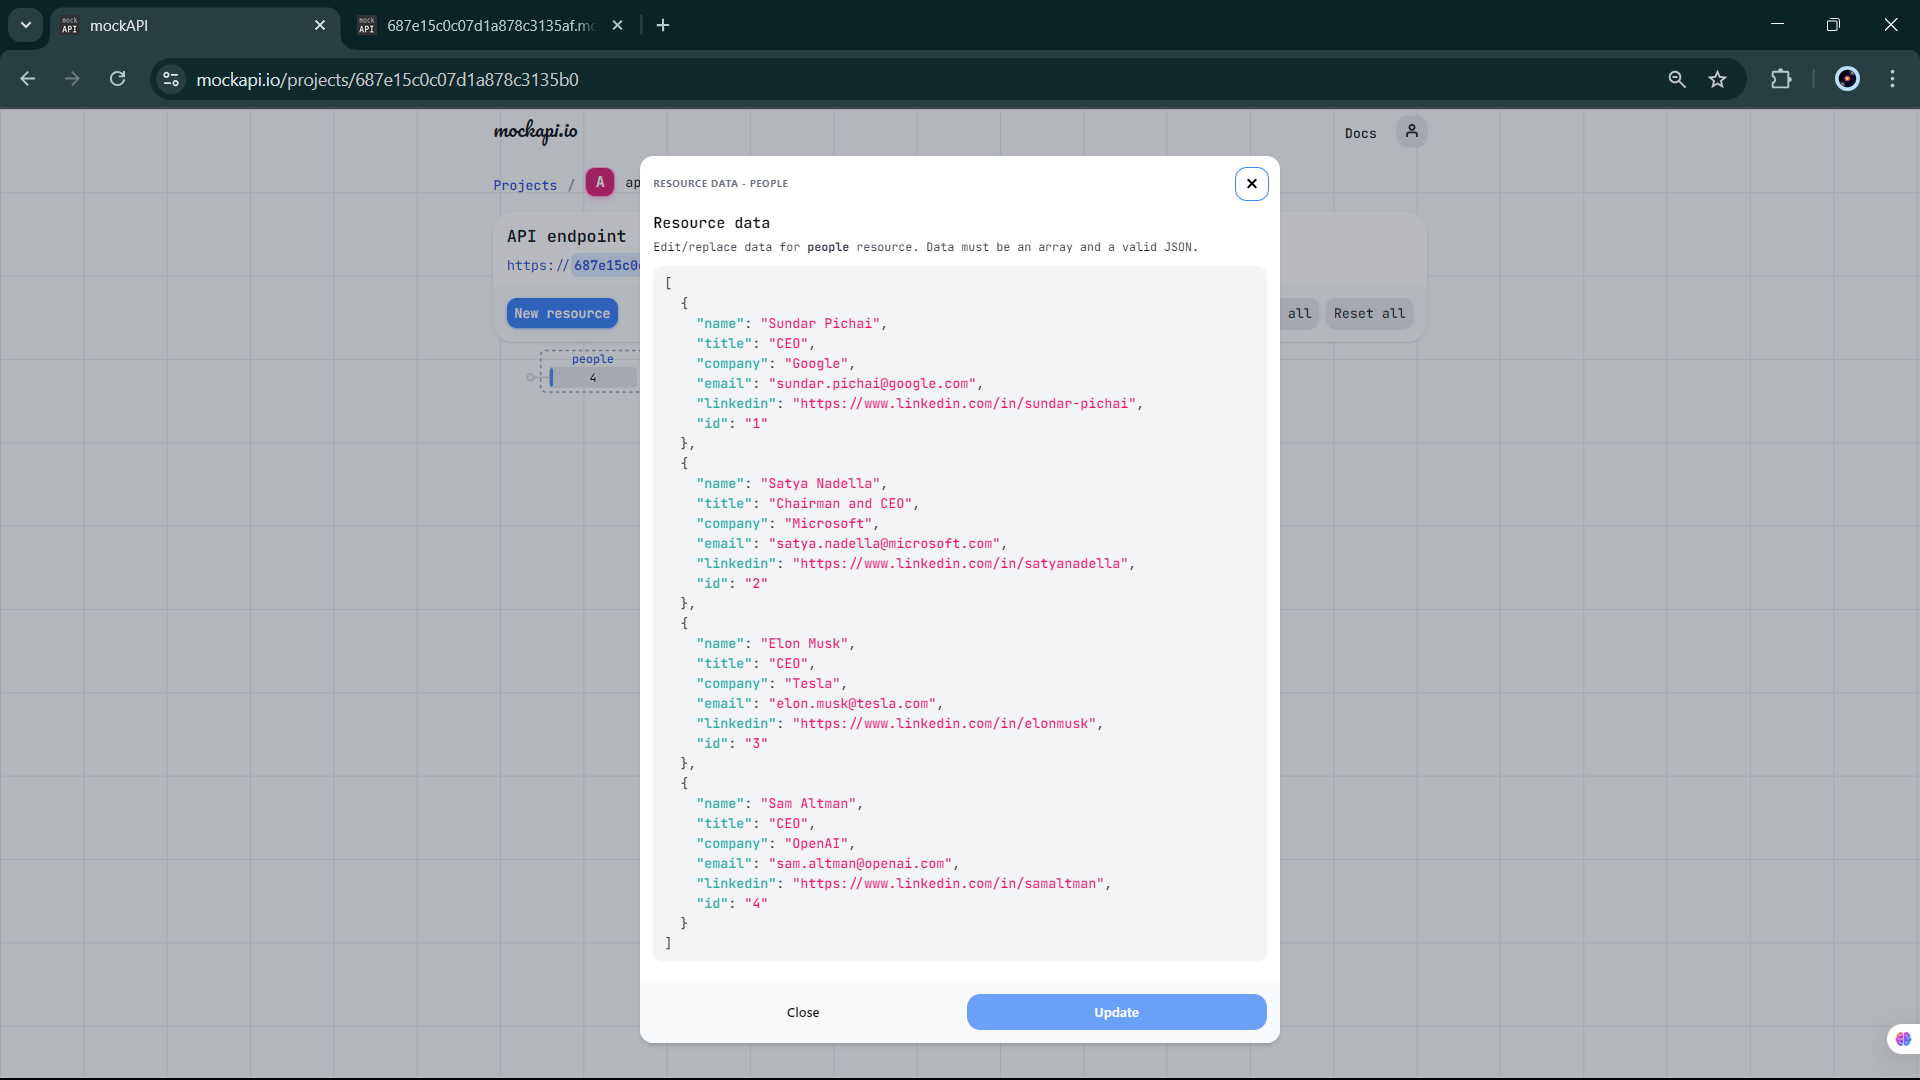 mockAPI
687e15c0c07d1a878c3135af.mo
mockapi.io/projects/687e15c0c07d1a878c3135b0
mockapi.io
Docs
Projects / A ap
API endpoint
https://687e15c0
New resource
all
Reset all
people
4
RESOURCE DATA - PEOPLE
Resource data
Edit/replace data for people resource. Data must be an array and a valid JSON.
[
{
"name": "Sundar Pichai",
"title": "CEO",
"company": "Google",
"email": "sundar.pichai@google.com",
"linkedin": "https://www.linkedin.com/in/sundar-pichai",
"id": "1"
},
{
"name": "Satya Nadella",
"title": "Chairman and CEO",
"company": "Microsoft",
"email": "satya.nadella@microsoft.com",
"linkedin": "https://www.linkedin.com/in/satyanadella",
"id": "2"
},
{
"name": "Elon Musk",
"title": "CEO",
"company": "Tesla",
"email": "elon.musk@tesla.com",
"linkedin": "https://www.linkedin.com/in/elonmusk",
"id": "3"
},
{
"name": "Sam Altman",
"title": "CEO",
"company": "OpenAI",
"email": "sam.altman@openai.com",
"linkedin": "https://www.linkedin.com/in/samaltman",
"id": "4"
}
]
Close
Update